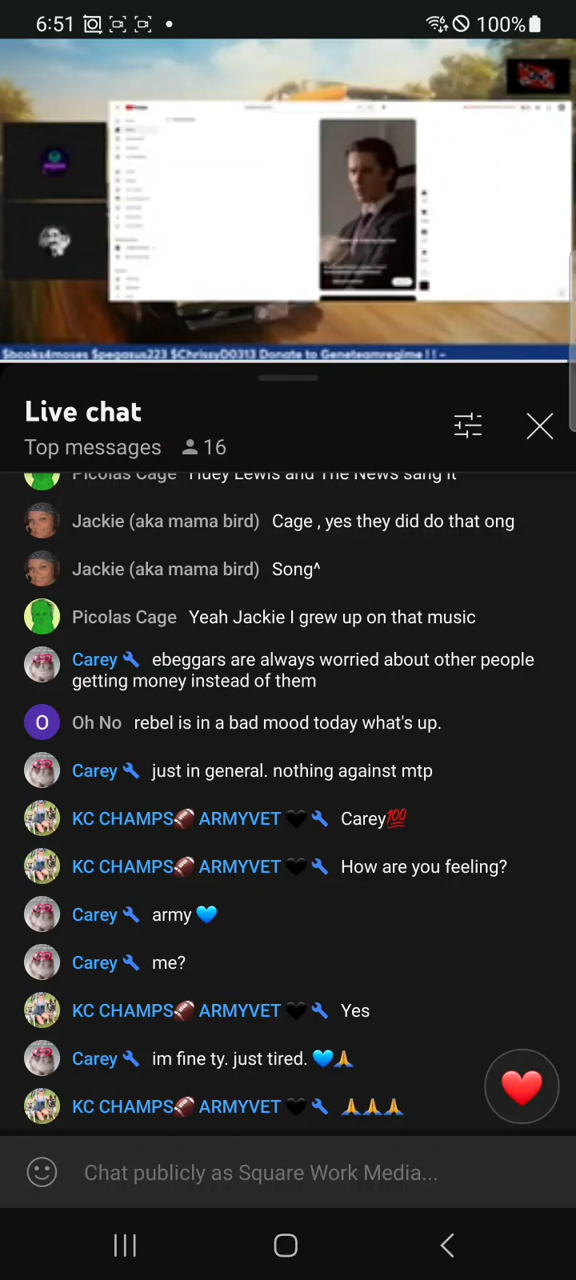 6:51
100%
$books4moses $pegasus223 $ChrissyD0313 Donate to Geneteamregime ! ! ~
Live chat
Top messages 16
Picolas Cage Huey Lewis and The News sang it
Jackie (aka mama bird) Cage , yes they did do that ong
Jackie (aka mama bird) Song^
Picolas Cage Yeah Jackie I grew up on that music
Carey🔧 ebeggars are always worried about other people
getting money instead of them
O Oh No rebel is in a bad mood today what's up.
Carey🔧 just in general. nothing against mtp
KC CHAMPS🏈 ARMYVET🖤🔧 Carey💯
KC CHAMPS🏈 ARMYVET🖤🔧 How are you feeling?
Carey🔧 army 💙
Carey🔧 me?
KC CHAMPS🏈 ARMYVET🖤🔧 Yes
Carey🔧 im fine ty. just tired. 💙🙏
KC CHAMPS🏈 ARMYVET🖤🔧 🙏🙏🙏
Chat publicly as Square Work Media...